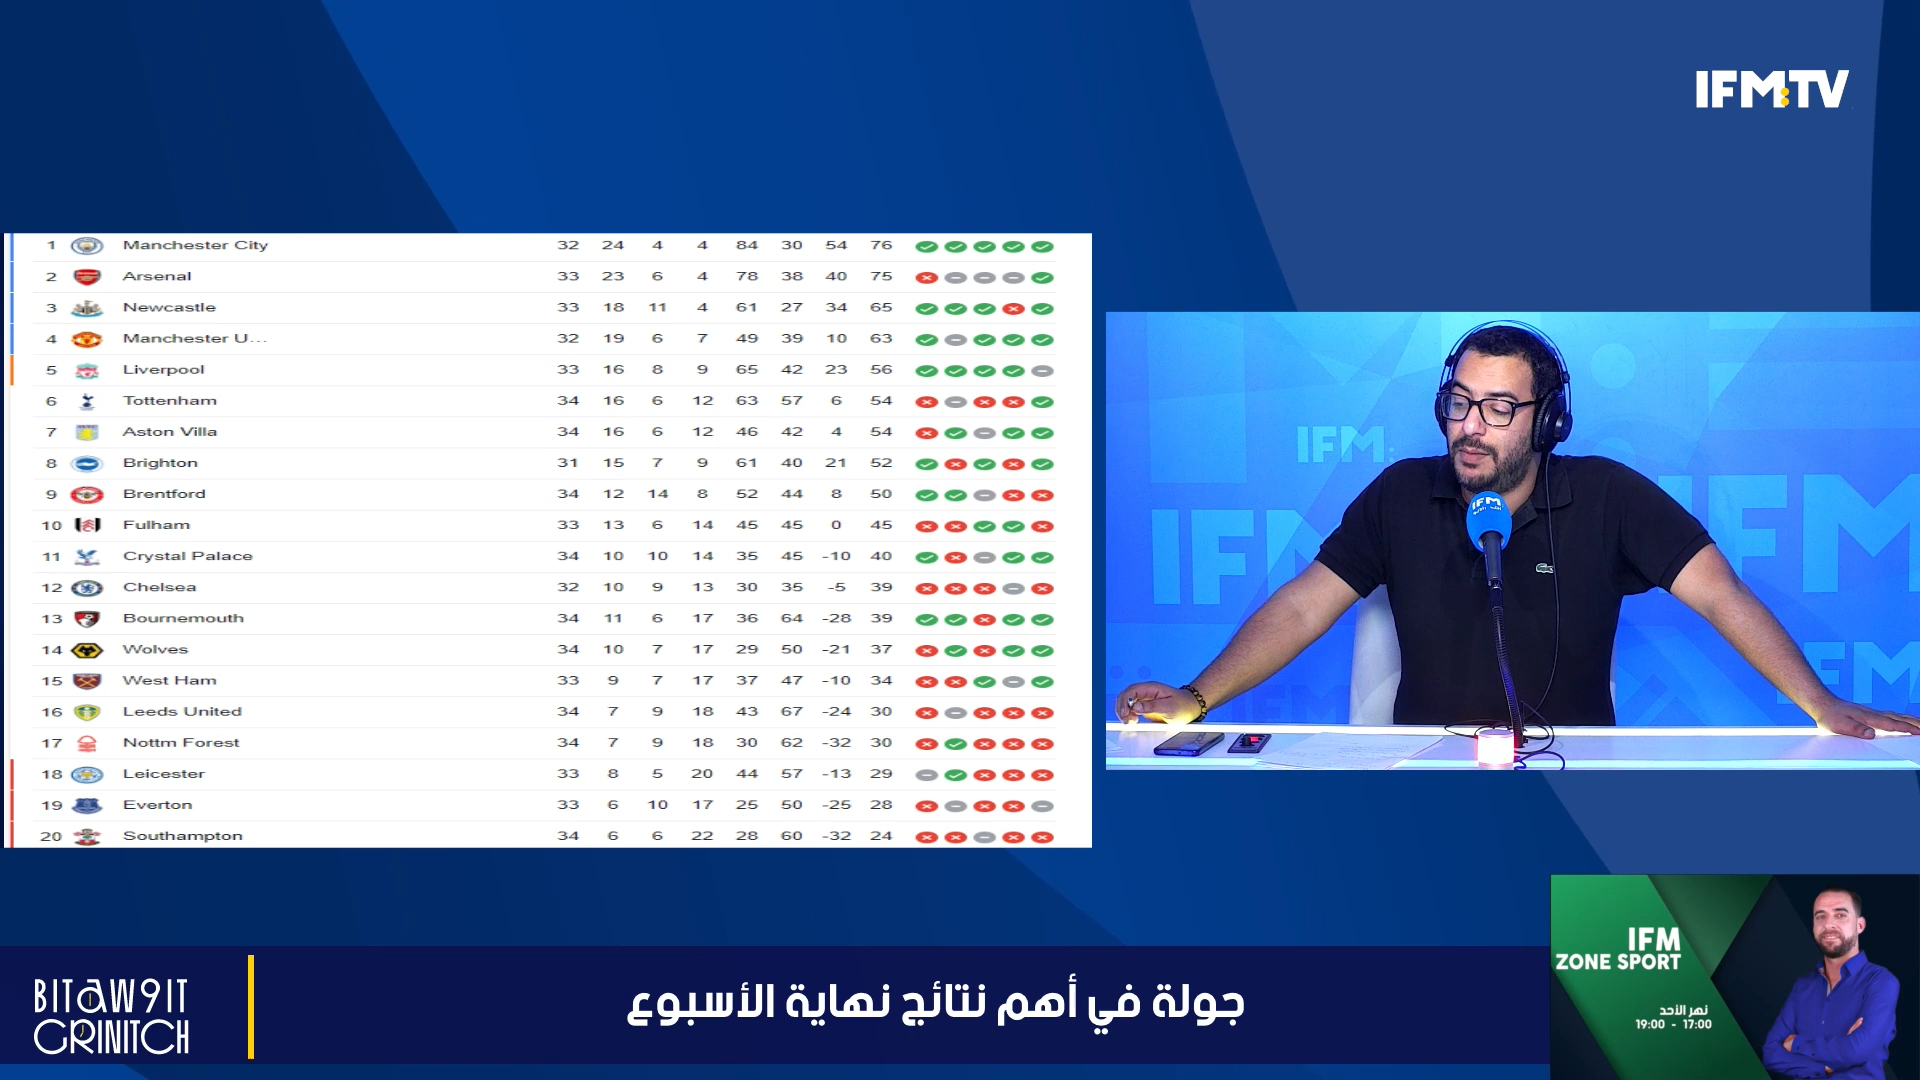 IFM:TV
1 Manchester City 32 24 4 4 84 30 54 76
2 Arsenal 33 23 6 4 78 38 40 75
3 Newcastle 33 18 11 4 61 27 34 65
4 Manchester U... 32 19 6 7 49 39 10 63
5 Liverpool 33 16 8 9 65 42 23 56
6 Tottenham 34 16 6 12 63 57 6 54
7 Aston Villa 34 16 6 12 46 42 4 54
8 Brighton 31 15 7 9 61 40 21 52
9 Brentford 34 12 14 8 52 44 8 50
10 Fulham 33 13 6 14 45 45 0 45
11 Crystal Palace 34 10 10 14 35 45 -10 40
12 Chelsea 32 10 9 13 30 35 -5 39
13 Bournemouth 34 11 6 17 36 64 -28 39
14 Wolves 34 10 7 17 29 50 -21 37
15 West Ham 33 9 7 17 37 47 -10 34
16 Leeds United 34 7 9 18 43 67 -24 30
17 Nottm Forest 34 7 9 18 30 62 -32 30
18 Leicester 33 8 5 20 44 57 -13 29
19 Everton 33 6 10 17 25 50 -25 28
20 Southampton 34 6 6 22 28 60 -32 24
IFM:
IFM
IFM
IFM
IFM
IFM
BITAW9IT
GRINITCH
جولة في أهم نتائج نهاية الأسبوع
IFM
ZONE SPORT
نهر الأحد
17:00 - 19:00